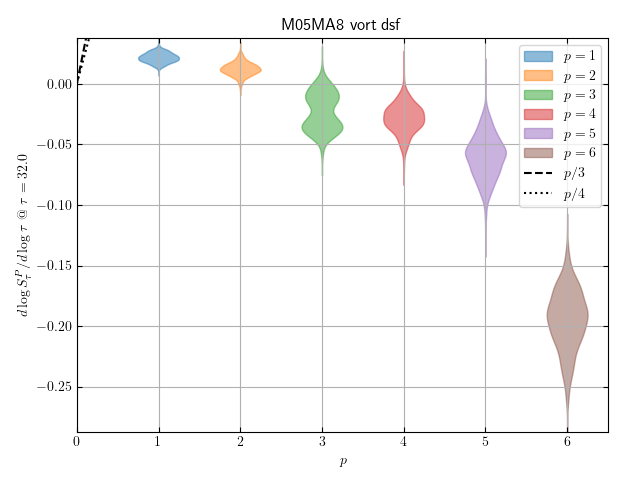 M05MA8 vort dsf
d log S_τ^P / d log τ @ τ = 32.0
0.00
−0.05
−0.10
−0.15
−0.20
−0.25
0 1 2 3 4 5 6
p
p = 1
p = 2
p = 3
p = 4
p = 5
p = 6
p/3
p/4